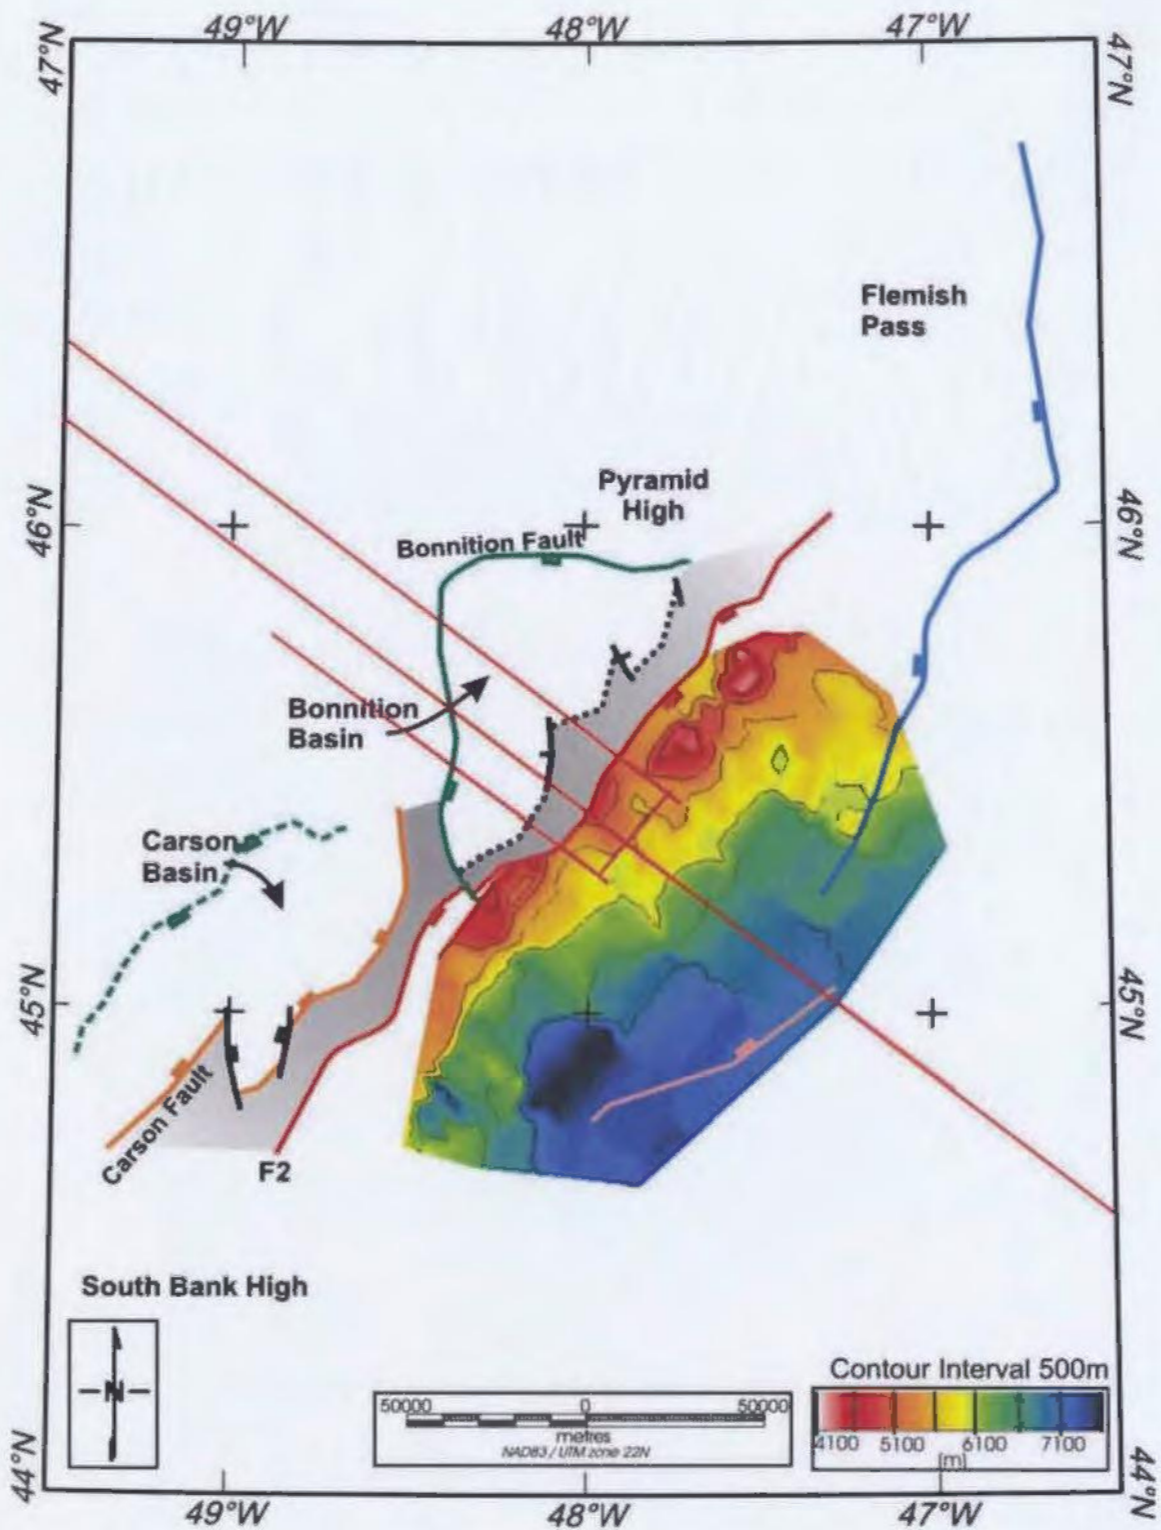 49°W 48°W 47°W
47°N 47°N
Flemish
Pass
Pyramid
High
46°N 46°N
Bonnition Fault
Bonnition
Basin
Carson
Basin
45°N 45°N
Carson Fault
F2
South Bank High
N
50000 0 50000
metres
NAD83 / UTM zone 22N
Contour Interval 500m
4100 5100 6100 7100
[m]
44°N 44°N
49°W 48°W 47°W